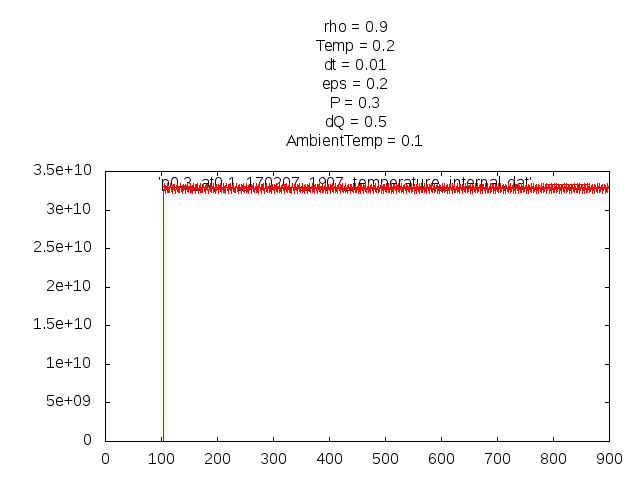 rho = 0.9
Temp = 0.2
dt = 0.01
eps = 0.2
P = 0.3
dQ = 0.5
AmbientTemp = 0.1
3.5e+10
'p0.3_at0.1_170207_1907_temperature_internal.dat'
3e+10
2.5e+10
2e+10
1.5e+10
1e+10
5e+09
0
0 100 200 300 400 500 600 700 800 900